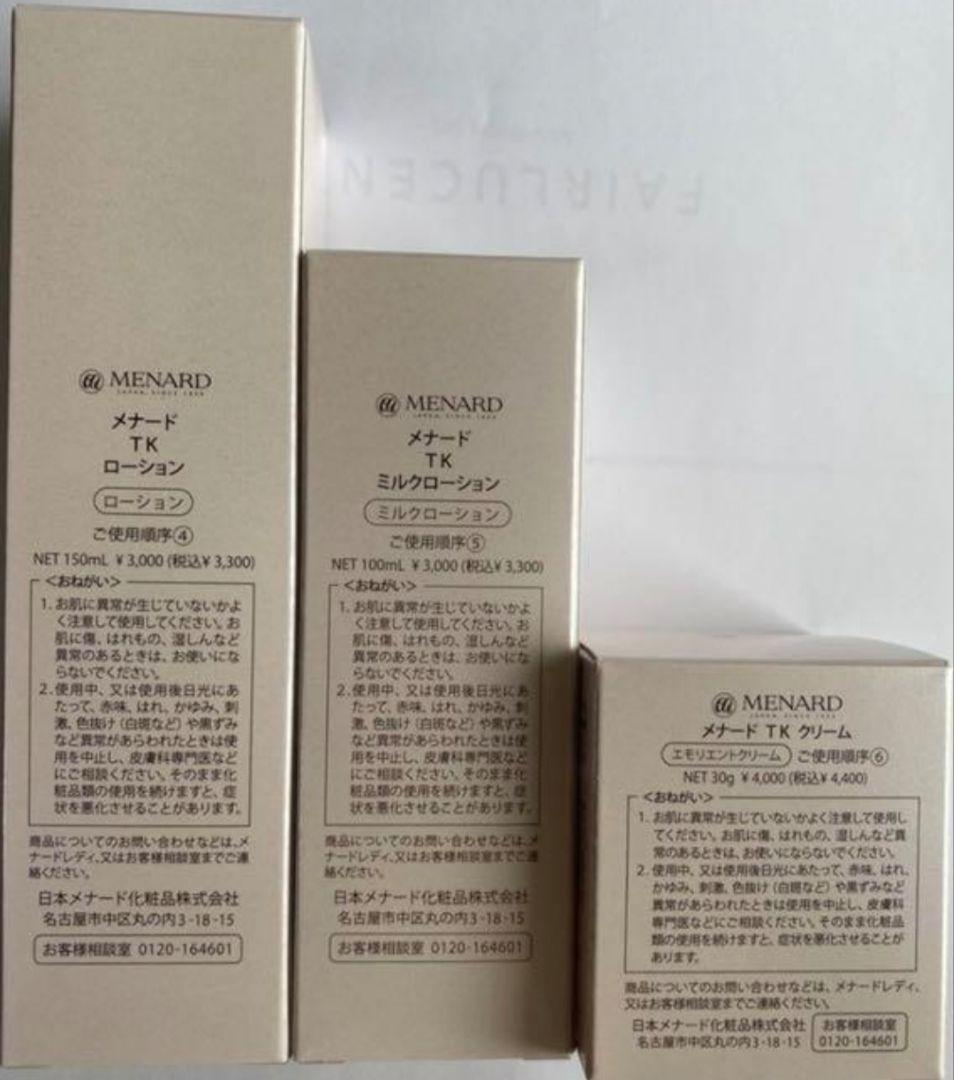 FAIRLUCEN
MENARD
JAPAN, SINCE 1959
メナード
TK
ローション
ローション
ご使用順序④
NET 150mL ¥3,000 (税込¥3,300)
<おねがい>
1. お肌に異常が生じていないかよ
く注意して使用してください。お
肌に傷、はれもの、湿しんなど
異常のあるときは、お使いにな
らないでください。
2. 使用中、又は使用後日光にあ
たって、赤味、はれ、かゆみ、刺
激、色抜け（白斑など）や黒ずみ
など異常があらわれたときは使
用を中止し、皮膚科専門医など
にご相談ください。そのまま化
粧品類の使用を続けますと、症
状を悪化させることがあります。
商品についてのお問い合わせなどは、メ
ナードレディ、又はお客様相談室までご連
絡ください。
日本メナード化粧品株式会社
名古屋市中区丸の内3-18-15
お客様相談室 0120-164601
MENARD
JAPAN, SINCE 1959
メナード
TK
ミルクローション
ミルクローション
ご使用順序⑤
NET 100mL ¥3,000 (税込¥3,300)
<おねがい>
1. お肌に異常が生じていないかよ
く注意して使用してください。お
肌に傷、はれもの、湿しんなど
異常のあるときは、お使いにな
らないでください。
2. 使用中、又は使用後日光にあ
たって、赤味、はれ、かゆみ、刺
激、色抜け（白斑など）や黒ずみ
など異常があらわれたときは使
用を中止し、皮膚科専門医など
にご相談ください。そのまま化
粧品類の使用を続けますと、症
状を悪化させることがあります。
商品についてのお問い合わせなどは、メ
ナードレディ、又はお客様相談室までご連
絡ください。
日本メナード化粧品株式会社
名古屋市中区丸の内3-18-15
お客様相談室 0120-164601
MENARD
JAPAN, SINCE 1959
メナード TK クリーム
エモリエントクリーム ご使用順序⑥
NET 30g ¥4,000 (税込¥4,400)
<おねがい>
1. お肌に異常が生じていないかよく注意して使用し
てください。お肌に傷、はれもの、湿しんなど異
常のあるときは、お使いにならないでください。
2. 使用中、又は使用後日光にあたって、赤味、はれ、
かゆみ、刺激、色抜け（白斑など）や黒ずみなど
異常があらわれたときは使用を中止し、皮膚科
専門医などにご相談ください。そのまま化粧品
類の使用を続けますと、症状を悪化させることが
あります。
商品についてのお問い合わせなどは、メナードレディ、
又はお客様相談室までご連絡ください。
日本メナード化粧品株式会社
名古屋市中区丸の内3-18-15
お客様相談室
0120-164601